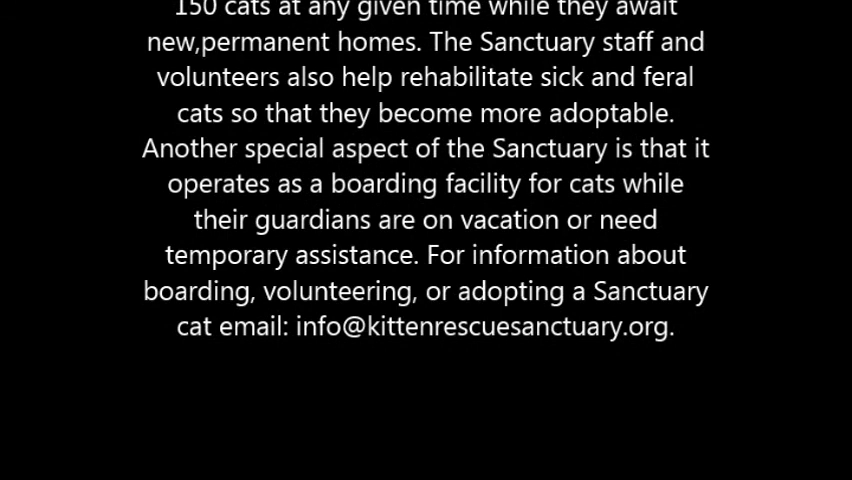 150 cats at any given time while they await
new,permanent homes. The Sanctuary staff and
volunteers also help rehabilitate sick and feral
cats so that they become more adoptable.
Another special aspect of the Sanctuary is that it
operates as a boarding facility for cats while
their guardians are on vacation or need
temporary assistance. For information about
boarding, volunteering, or adopting a Sanctuary
cat email: info@kittenrescuesanctuary.org.